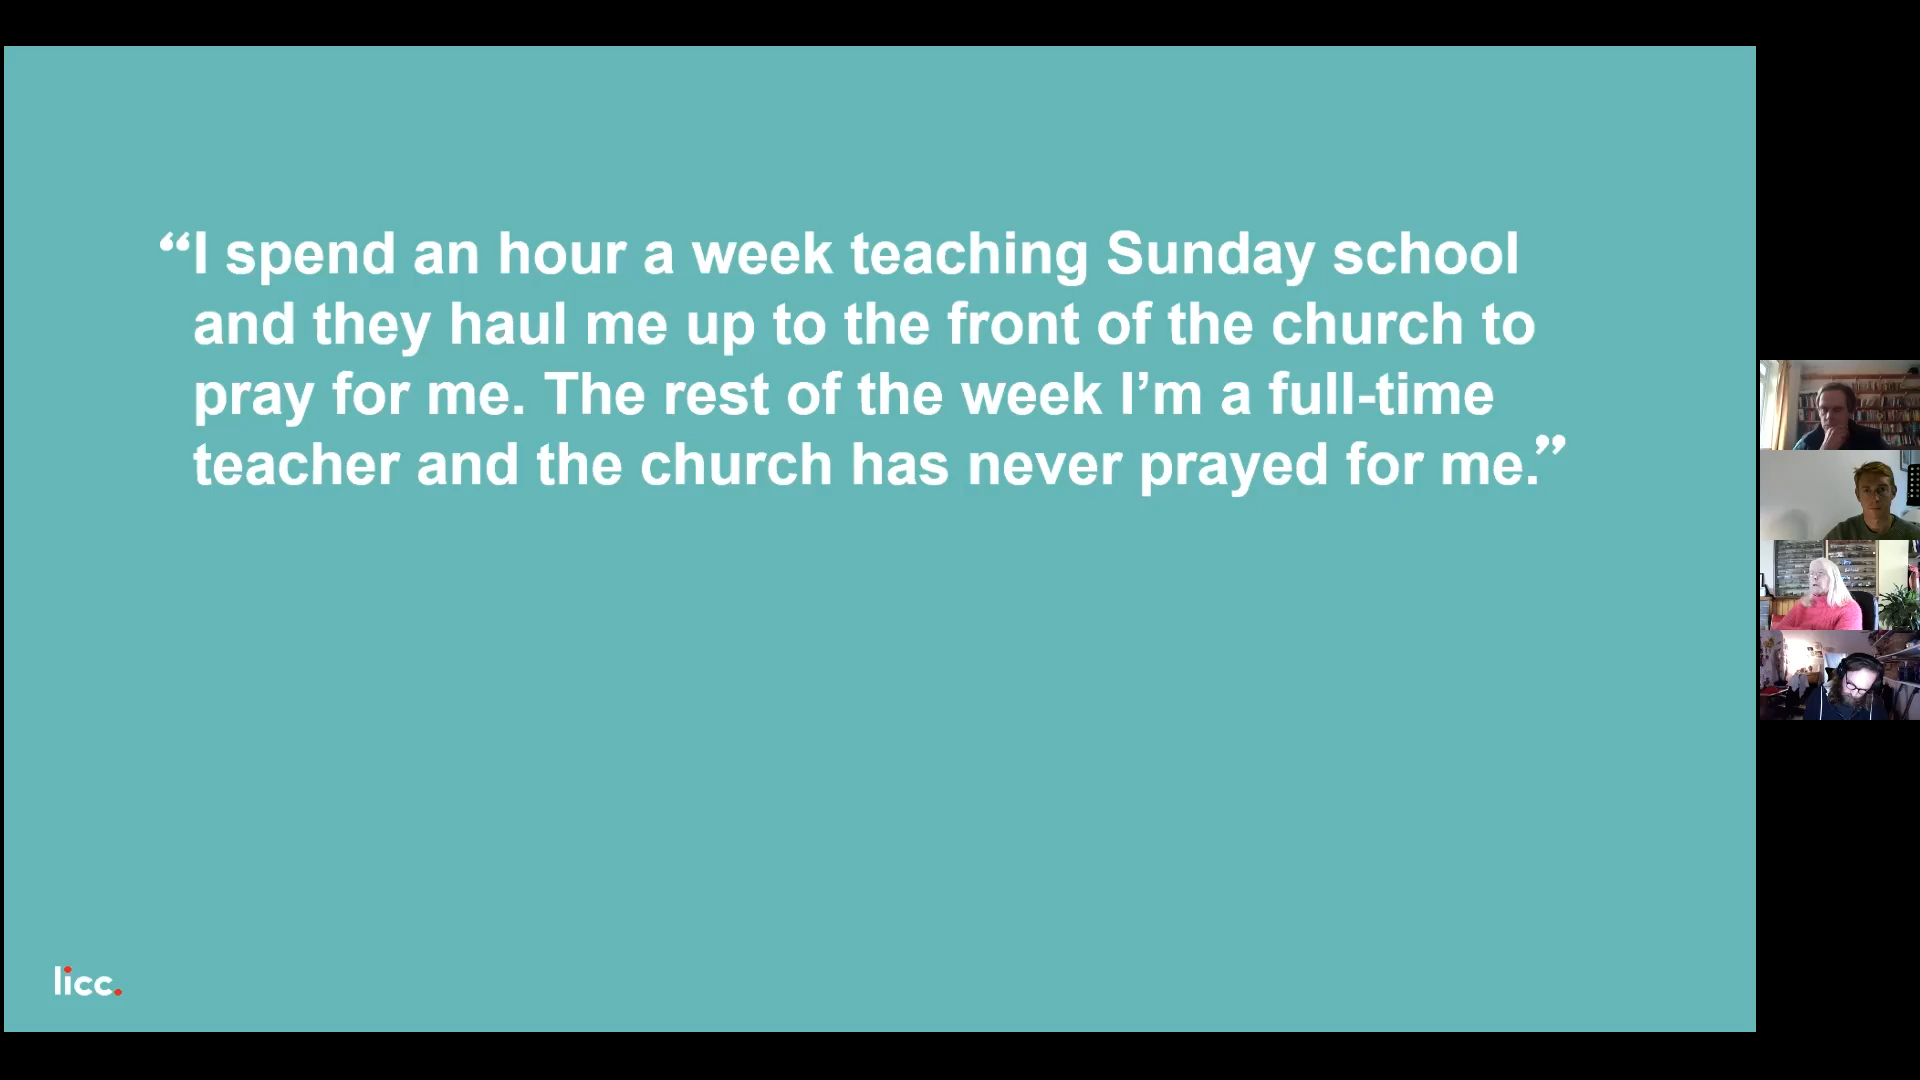 “I spend an hour a week teaching Sunday school
and they haul me up to the front of the church to
pray for me. The rest of the week I’m a full-time
teacher and the church has never prayed for me.”
licc.